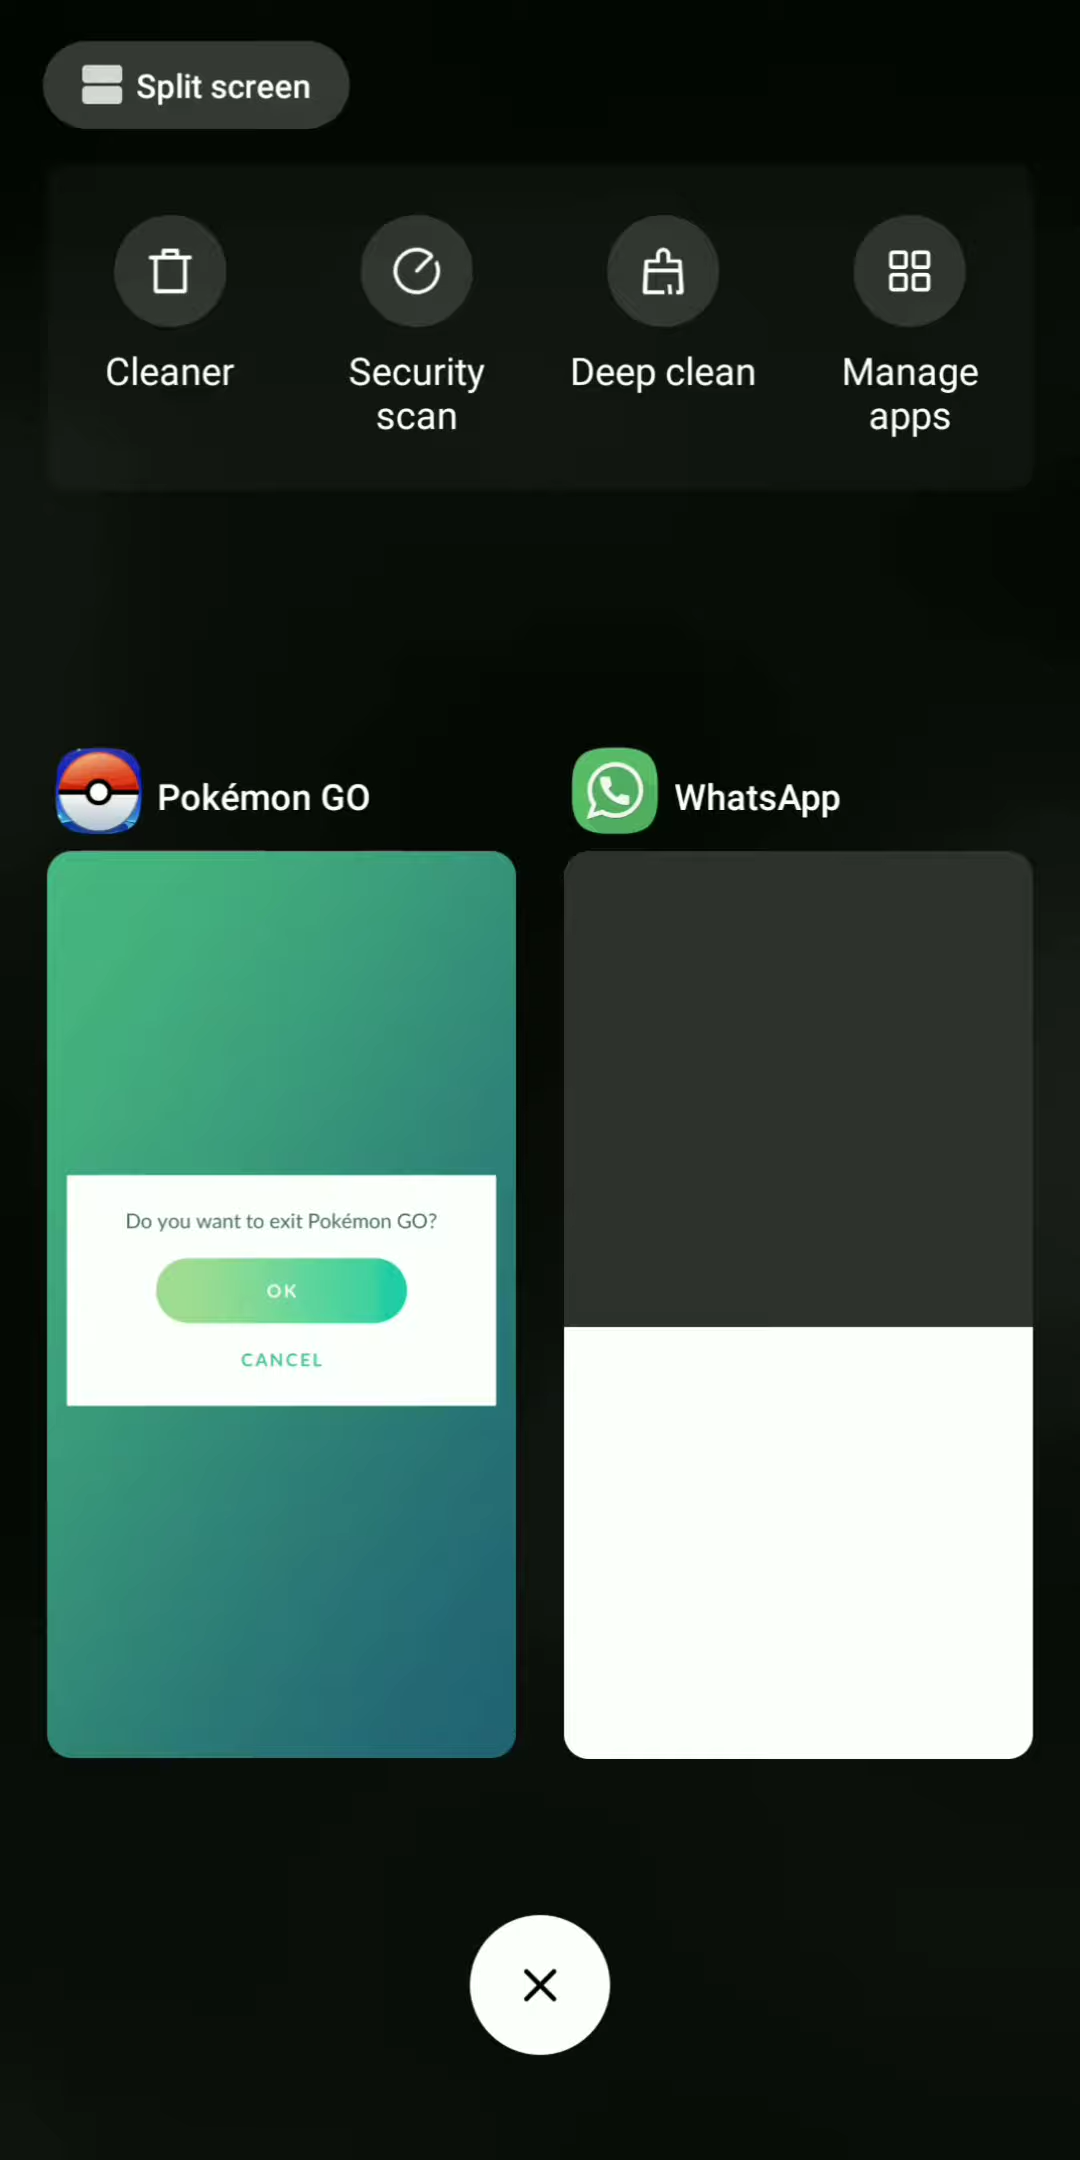 Split screen
Cleaner
Security scan
Deep clean
Manage apps
Pokémon GO
WhatsApp
Do you want to exit Pokémon GO?
OK
CANCEL